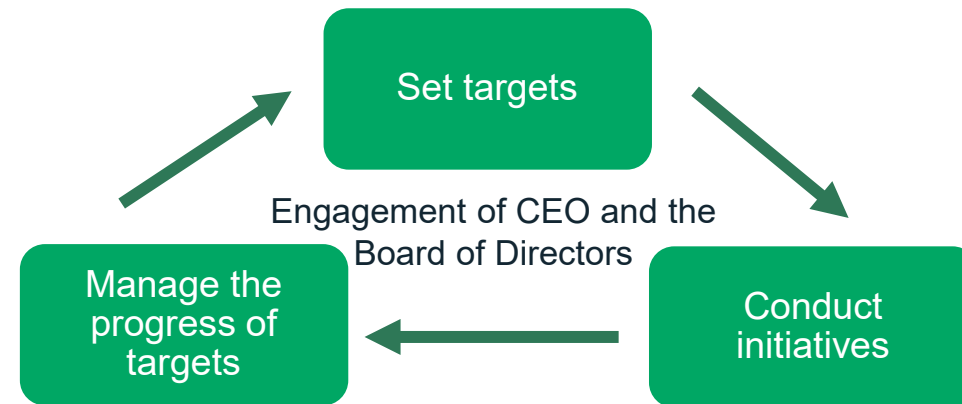 Set targets
Engagement of CEO and the
Board of Directors
Manage the
progress of
targets
Conduct
initiatives